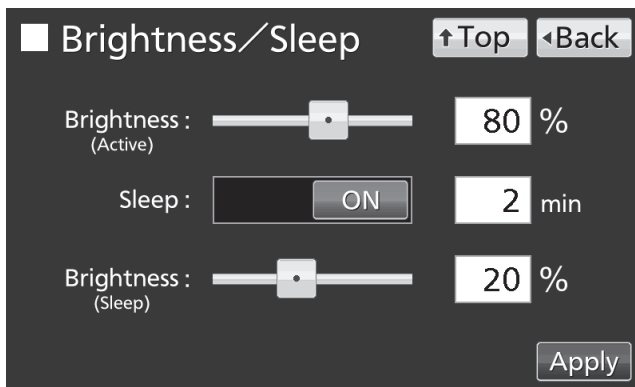 ■ Brightness／Sleep ↑Top ◂Back
Brightness : 80 %
(Active)
Sleep : ON 2 min
Brightness : 20 %
(Sleep)
Apply